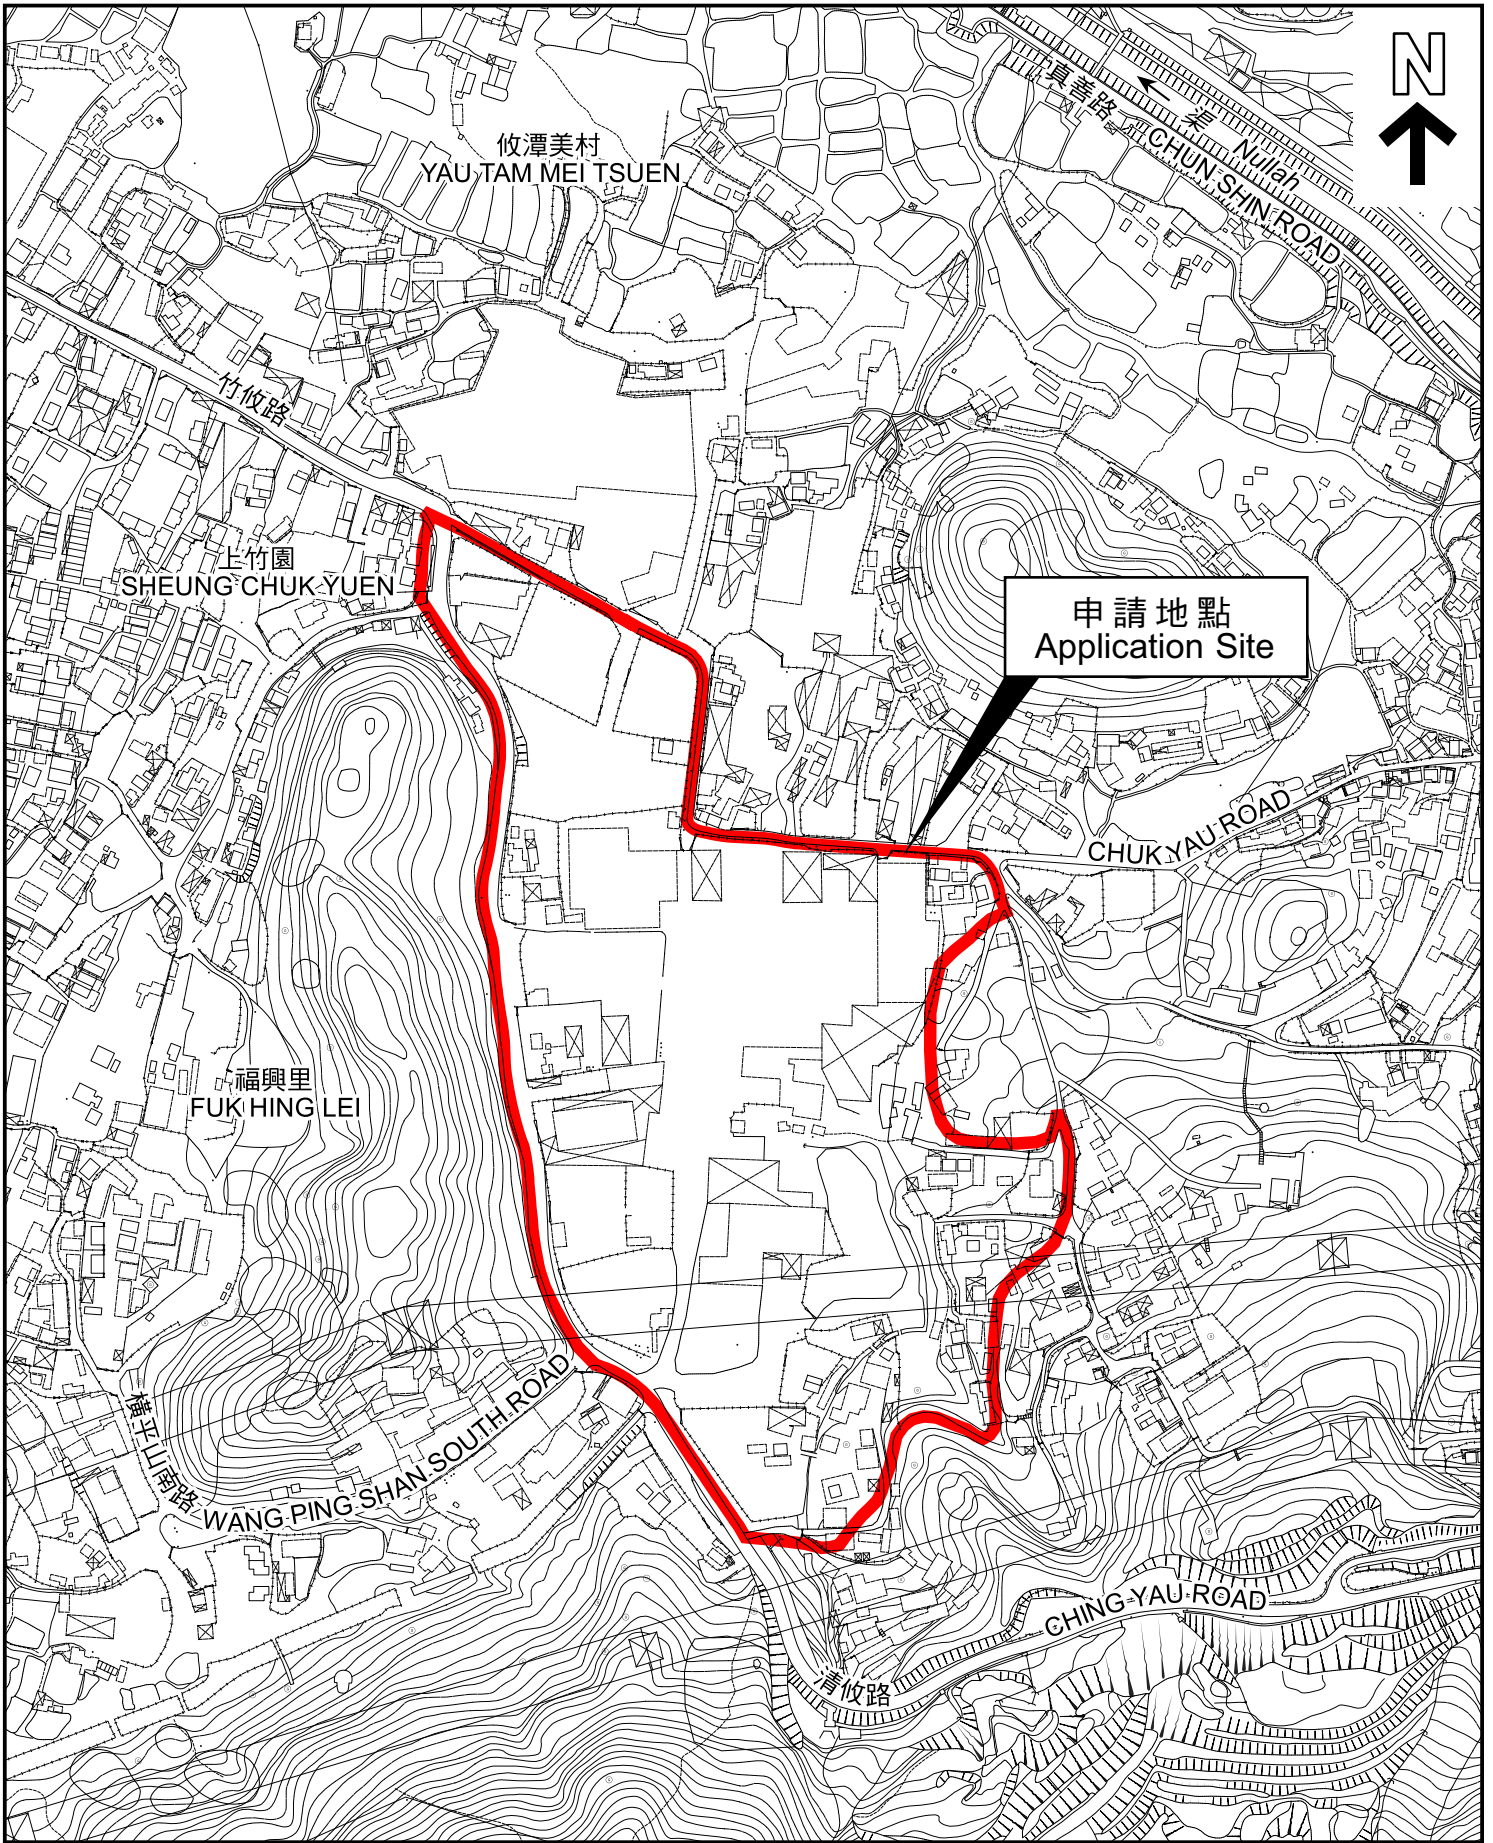 N
真善路
渠 Nullah
CHUN SHIN ROAD
攸潭美村
YAU TAM MEI TSUEN
竹攸路
上竹園
SHEUNG CHUK YUEN
申請地點
Application Site
CHUK YAU ROAD
福興里
FUK HING LEI
橫平山南路
WANG PING SHAN SOUTH ROAD
CHING YAU ROAD
清攸路